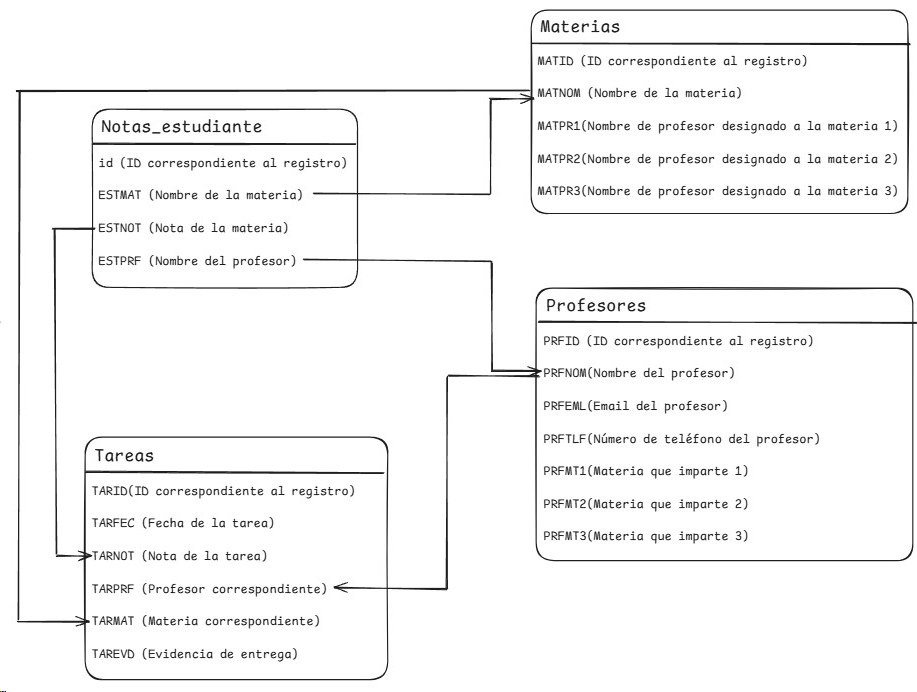 Materias
MATID (ID correspondiente al registro)
MATNOM (Nombre de la materia)
MATPR1(Nombre de profesor designado a la materia 1)
MATPR2(Nombre de profesor designado a la materia 2)
MATPR3(Nombre de profesor designado a la materia 3)
Notas_estudiante
id (ID correspondiente al registro)
ESTMAT (Nombre de la materia)
ESTNOT (Nota de la materia)
ESTPRF (Nombre del profesor)
Profesores
PRFID (ID correspondiente al registro)
PRFNOM(Nombre del profesor)
PRFEML(Email del profesor)
PRFTLF(Número de teléfono del profesor)
PRFMT1(Materia que imparte 1)
PRFMT2(Materia que imparte 2)
PRFMT3(Materia que imparte 3)
Tareas
TARID(ID correspondiente al registro)
TARFEC (Fecha de la tarea)
TARNOT (Nota de la tarea)
TARPRF (Profesor correspondiente)
TARMAT (Materia correspondiente)
TAREVD (Evidencia de entrega)